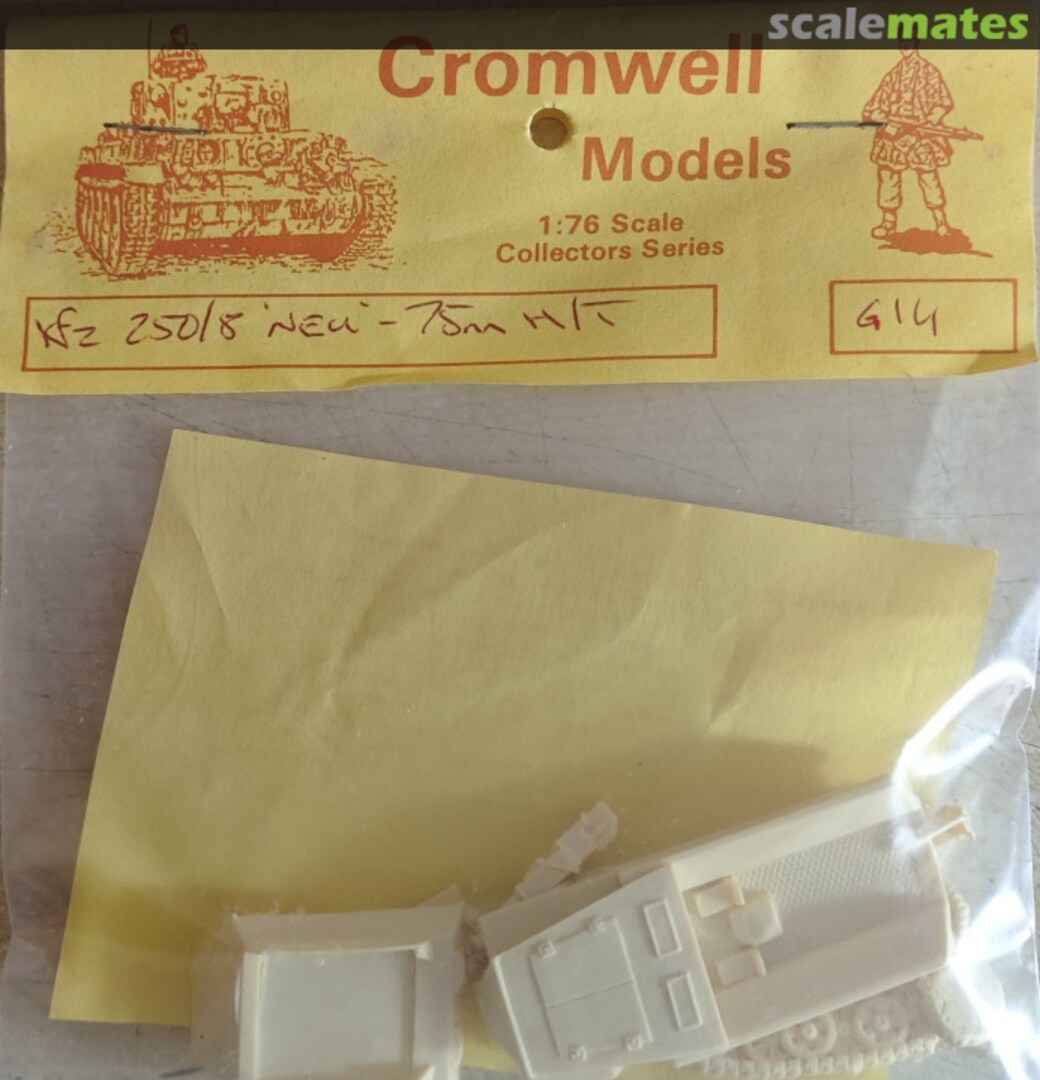 scalemates
Cromwell
Models
1:76 Scale
Collectors Series
Kfz 250/8 'NEU' - 75mm H/T
G14